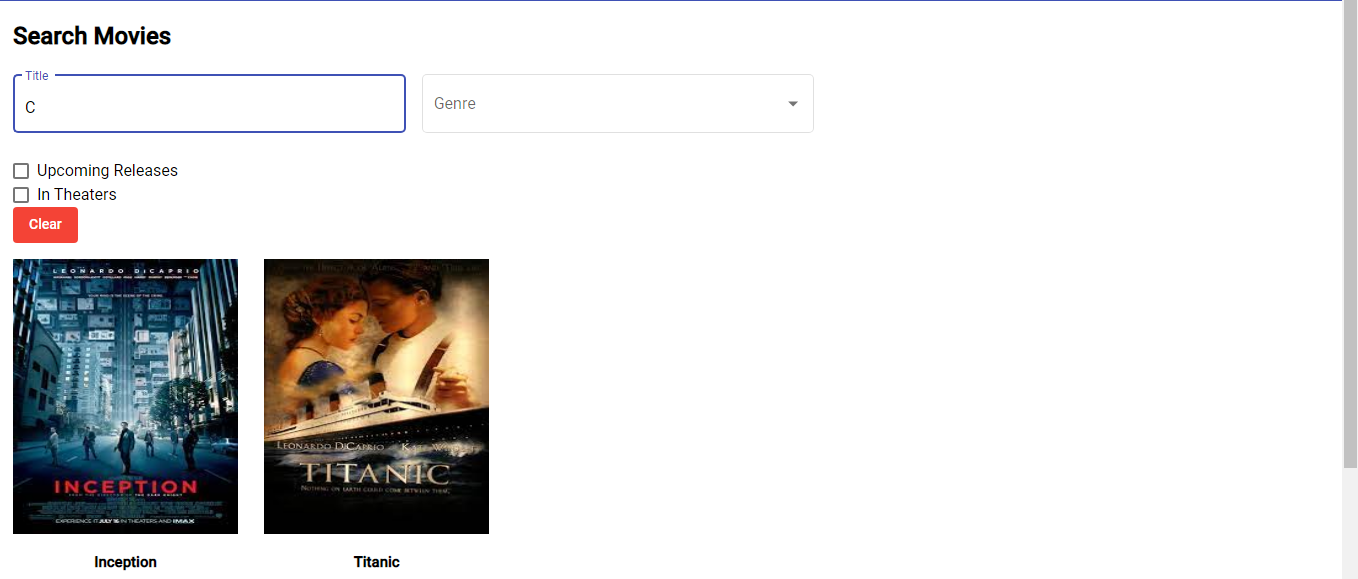 Search Movies
Title
C
Genre
Upcoming Releases
In Theaters
Clear
LEONARDO DICAPRIO
YOUR MIND IS THE SCENE OF THE CRIME.
INCEPTION
FROM THE DIRECTOR OF THE DARK KNIGHT
EXPERIENCE IT JULY 16 IN THEATERS AND IMAX
LEONARDO DICAPRIO
TITANIC
NOTHING ON EARTH COULD COME BETWEEN THEM.
Inception
Titanic